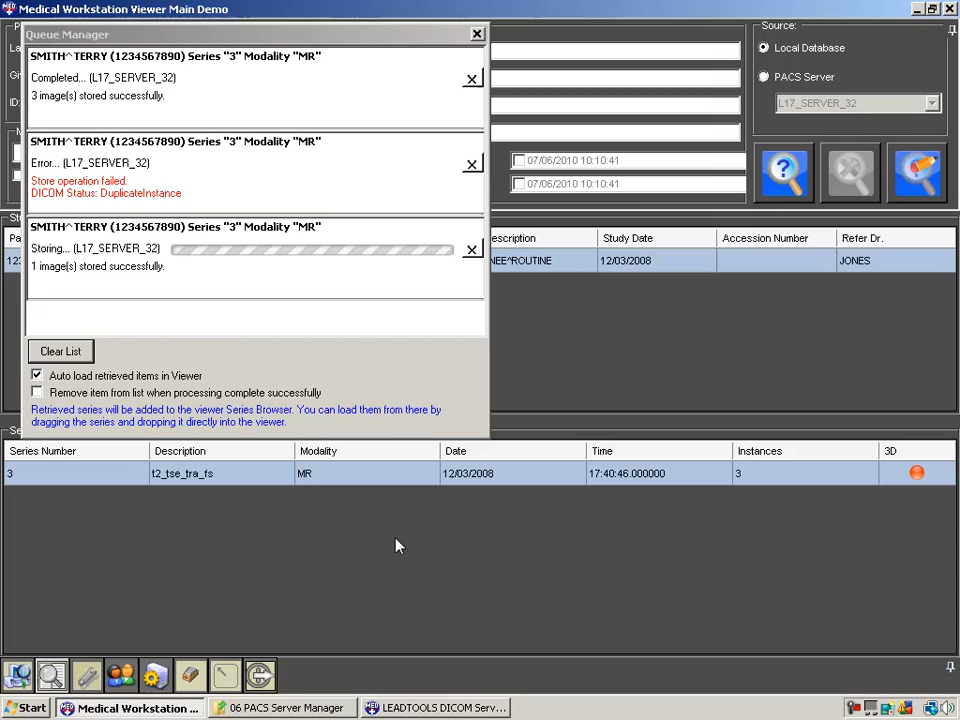 Medical Workstation Viewer Main Demo
Queue Manager
SMITH^TERRY (1234567890) Series "3" Modality "MR"
Completed... (L17_SERVER_32)
3 image(s) stored successfully.
SMITH^TERRY (1234567890) Series "3" Modality "MR"
Error... (L17_SERVER_32)
Store operation failed.
DICOM Status: DuplicateInstance
SMITH^TERRY (1234567890) Series "3" Modality "MR"
Storing... (L17_SERVER_32)
1 image(s) stored successfully.
Clear List
Auto load retrieved items in Viewer
Remove item from list when processing complete successfully
Retrieved series will be added to the viewer Series Browser. You can load them from there by
dragging the series and dropping it directly into the viewer.
07/06/2010 10:10:41
07/06/2010 10:10:41
Source:
Local Database
PACS Server
L17_SERVER_32
Study Date Accession Number Refer Dr.
NEE^ROUTINE 12/03/2008 JONES
Series Number Description Modality Date Time Instances 3D
3 t2_tse_tra_fs MR 12/03/2008 17:40:46.000000 3
Start Medical Workstation ... 06 PACS Server Manager LEADTOOLS DICOM Serv...